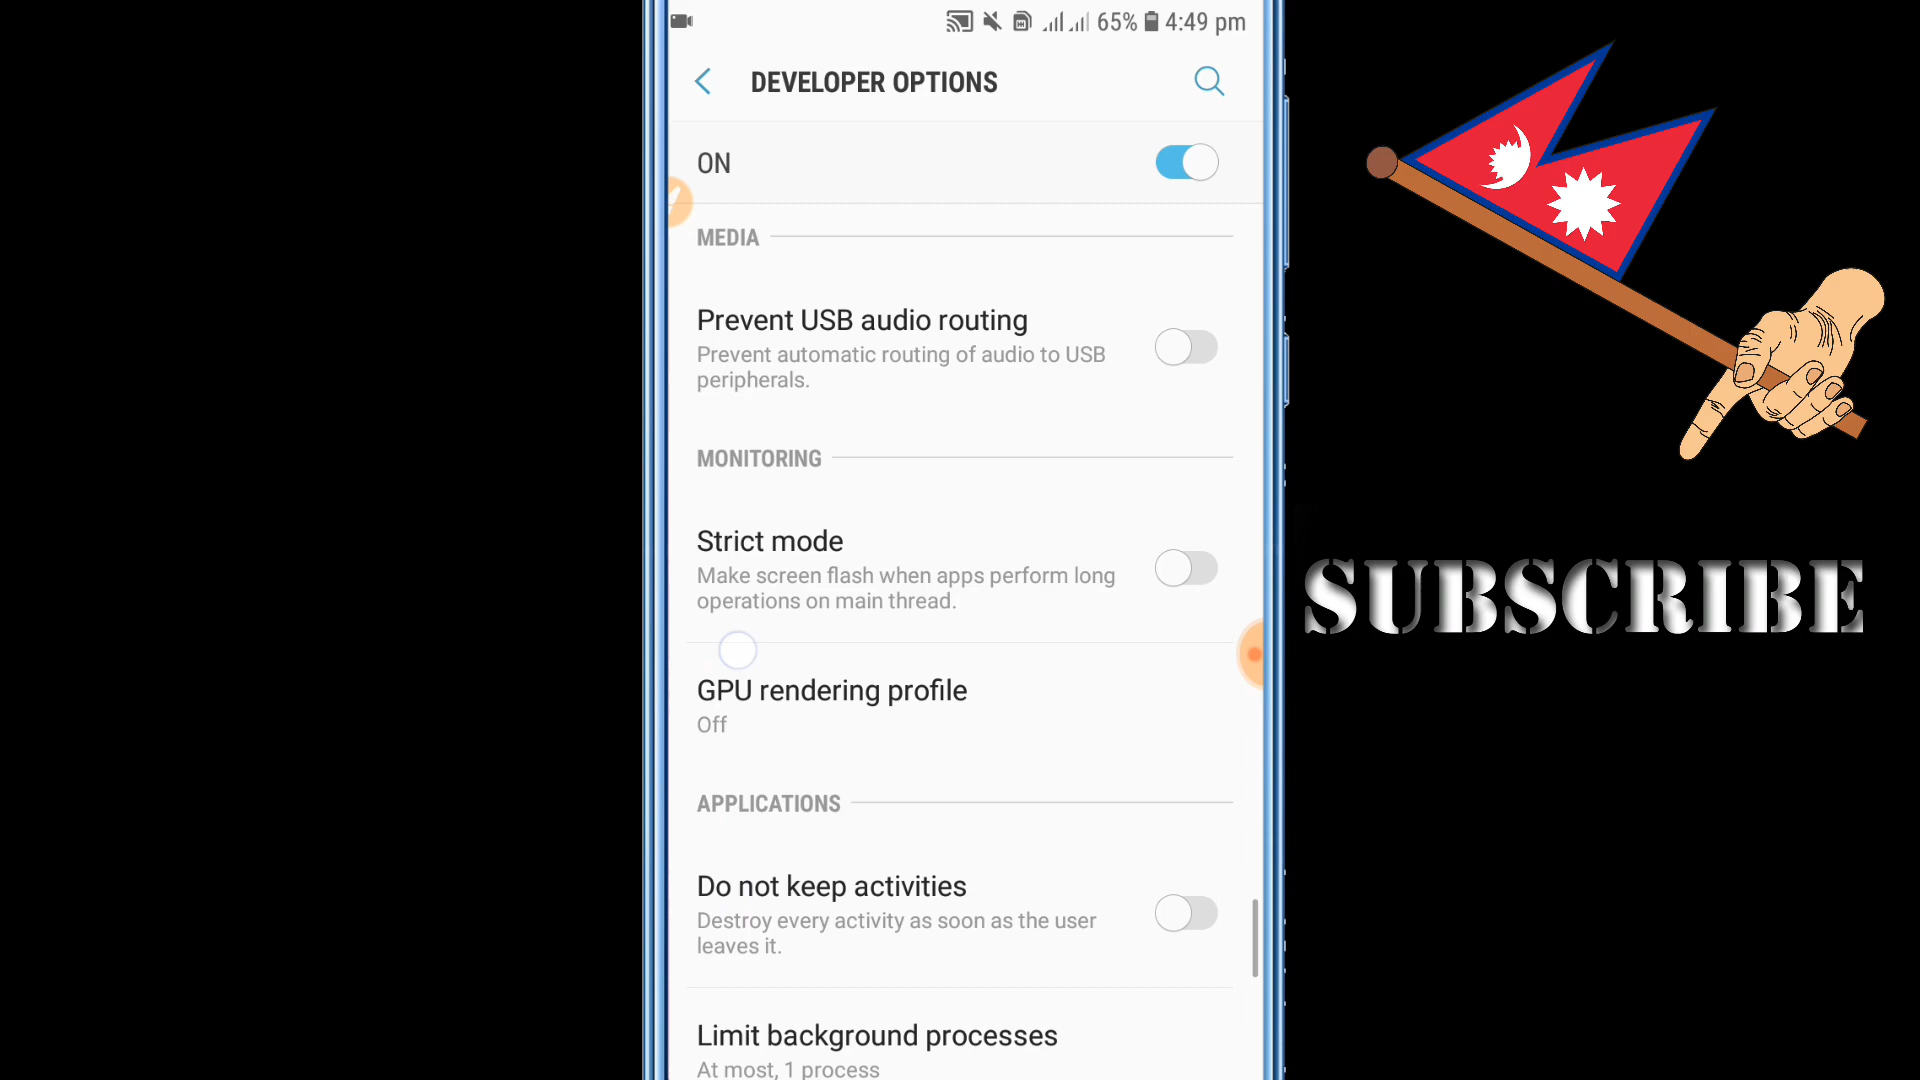 65% 4:49 pm
DEVELOPER OPTIONS
ON
MEDIA
Prevent USB audio routing
Prevent automatic routing of audio to USB
peripherals.
MONITORING
Strict mode
Make screen flash when apps perform long
operations on main thread.
GPU rendering profile
Off
APPLICATIONS
Do not keep activities
Destroy every activity as soon as the user
leaves it.
Limit background processes
At most, 1 process
SUBSCRIBE